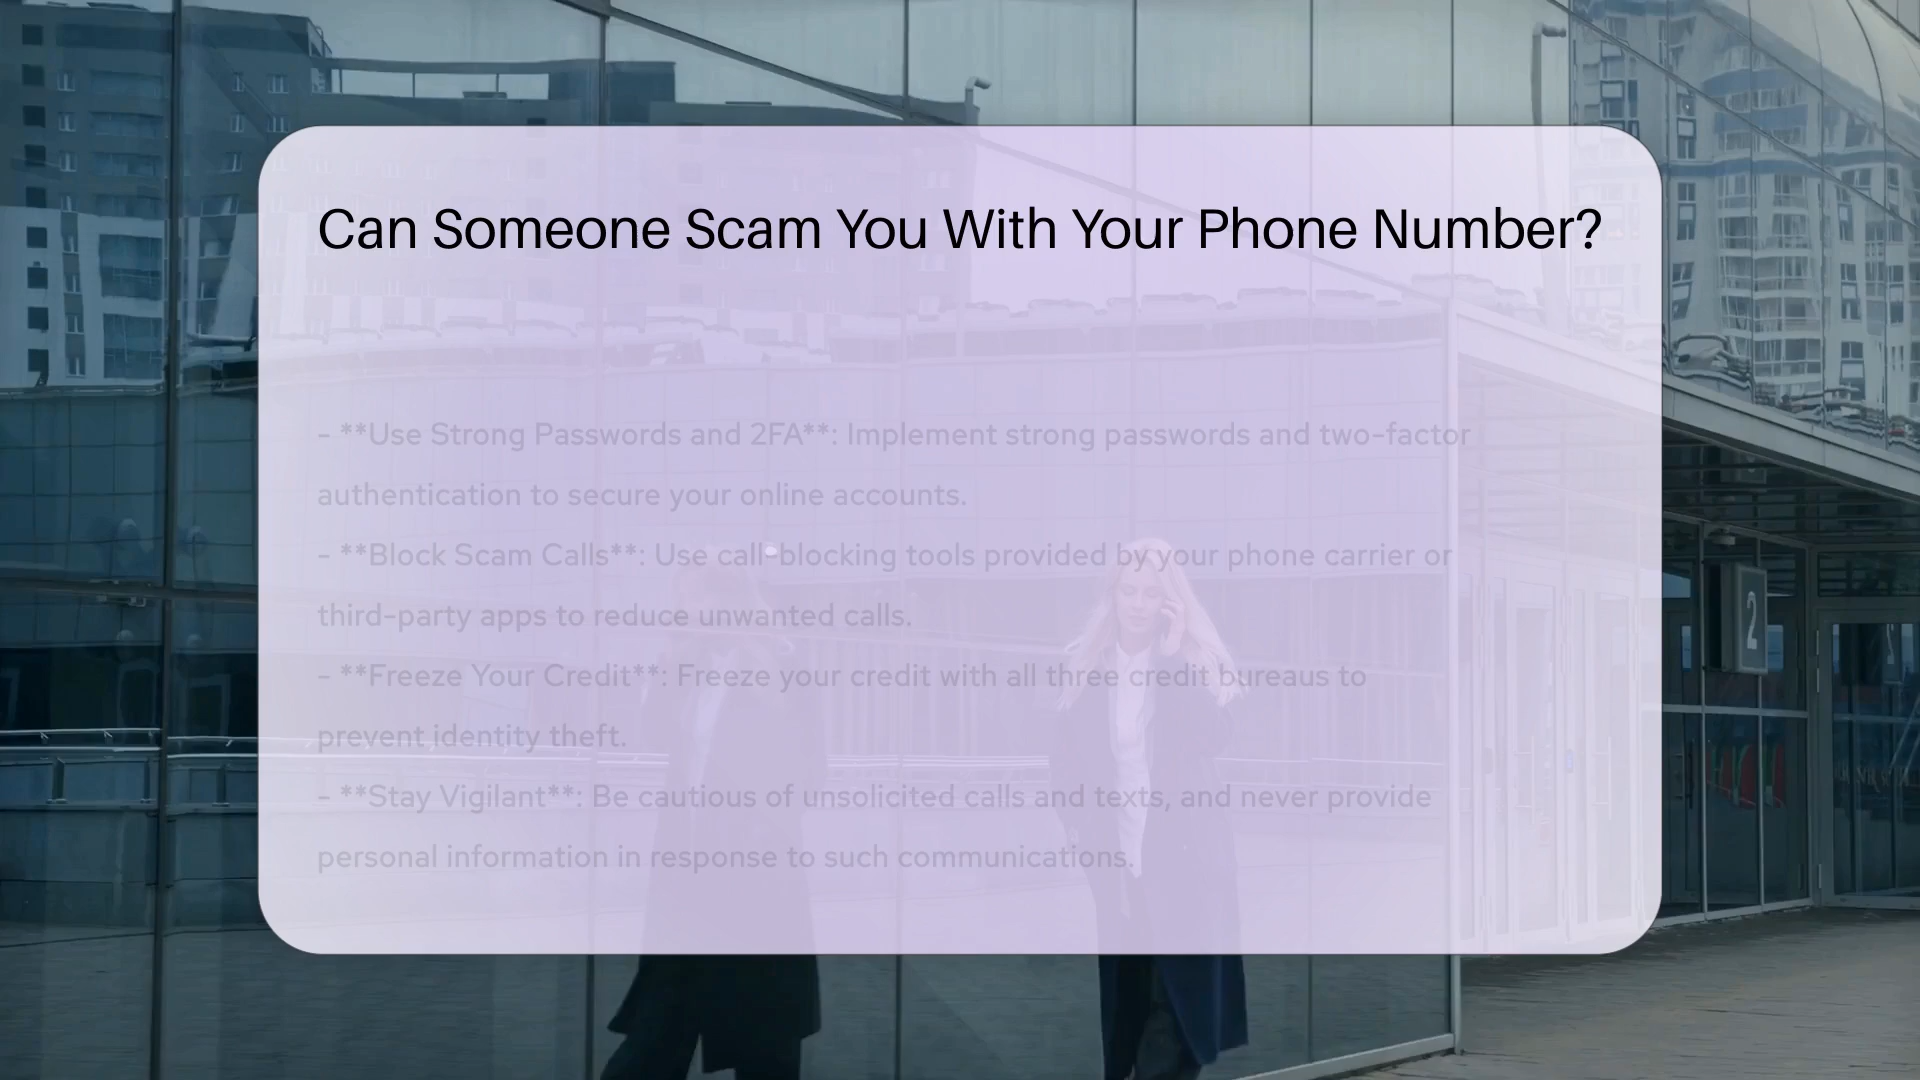 Can Someone Scam You With Your Phone Number?
- **Use Strong Passwords and 2FA**: Implement strong passwords and two-factor
authentication to secure your online accounts.
- **Block Scam Calls**: Use call-blocking tools provided by your phone carrier or
third-party apps to reduce unwanted calls.
- **Freeze Your Credit**: Freeze your credit with all three credit bureaus to
prevent identity theft.
- **Stay Vigilant**: Be cautious of unsolicited calls and texts, and never provide
personal information in response to such communications.
2